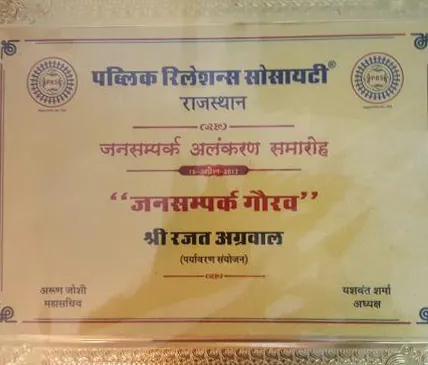 पब्लिक रिलेशन्स सोसायटी®
राजस्थान
जनसम्पर्क अलंकरण समारोह
"जनसम्पर्क गौरव"
श्री रजत अग्रवाल
(पर्यावरण संयोजन)
अरूण जोशी
महासचिव
यशवंत शर्मा
अध्यक्ष